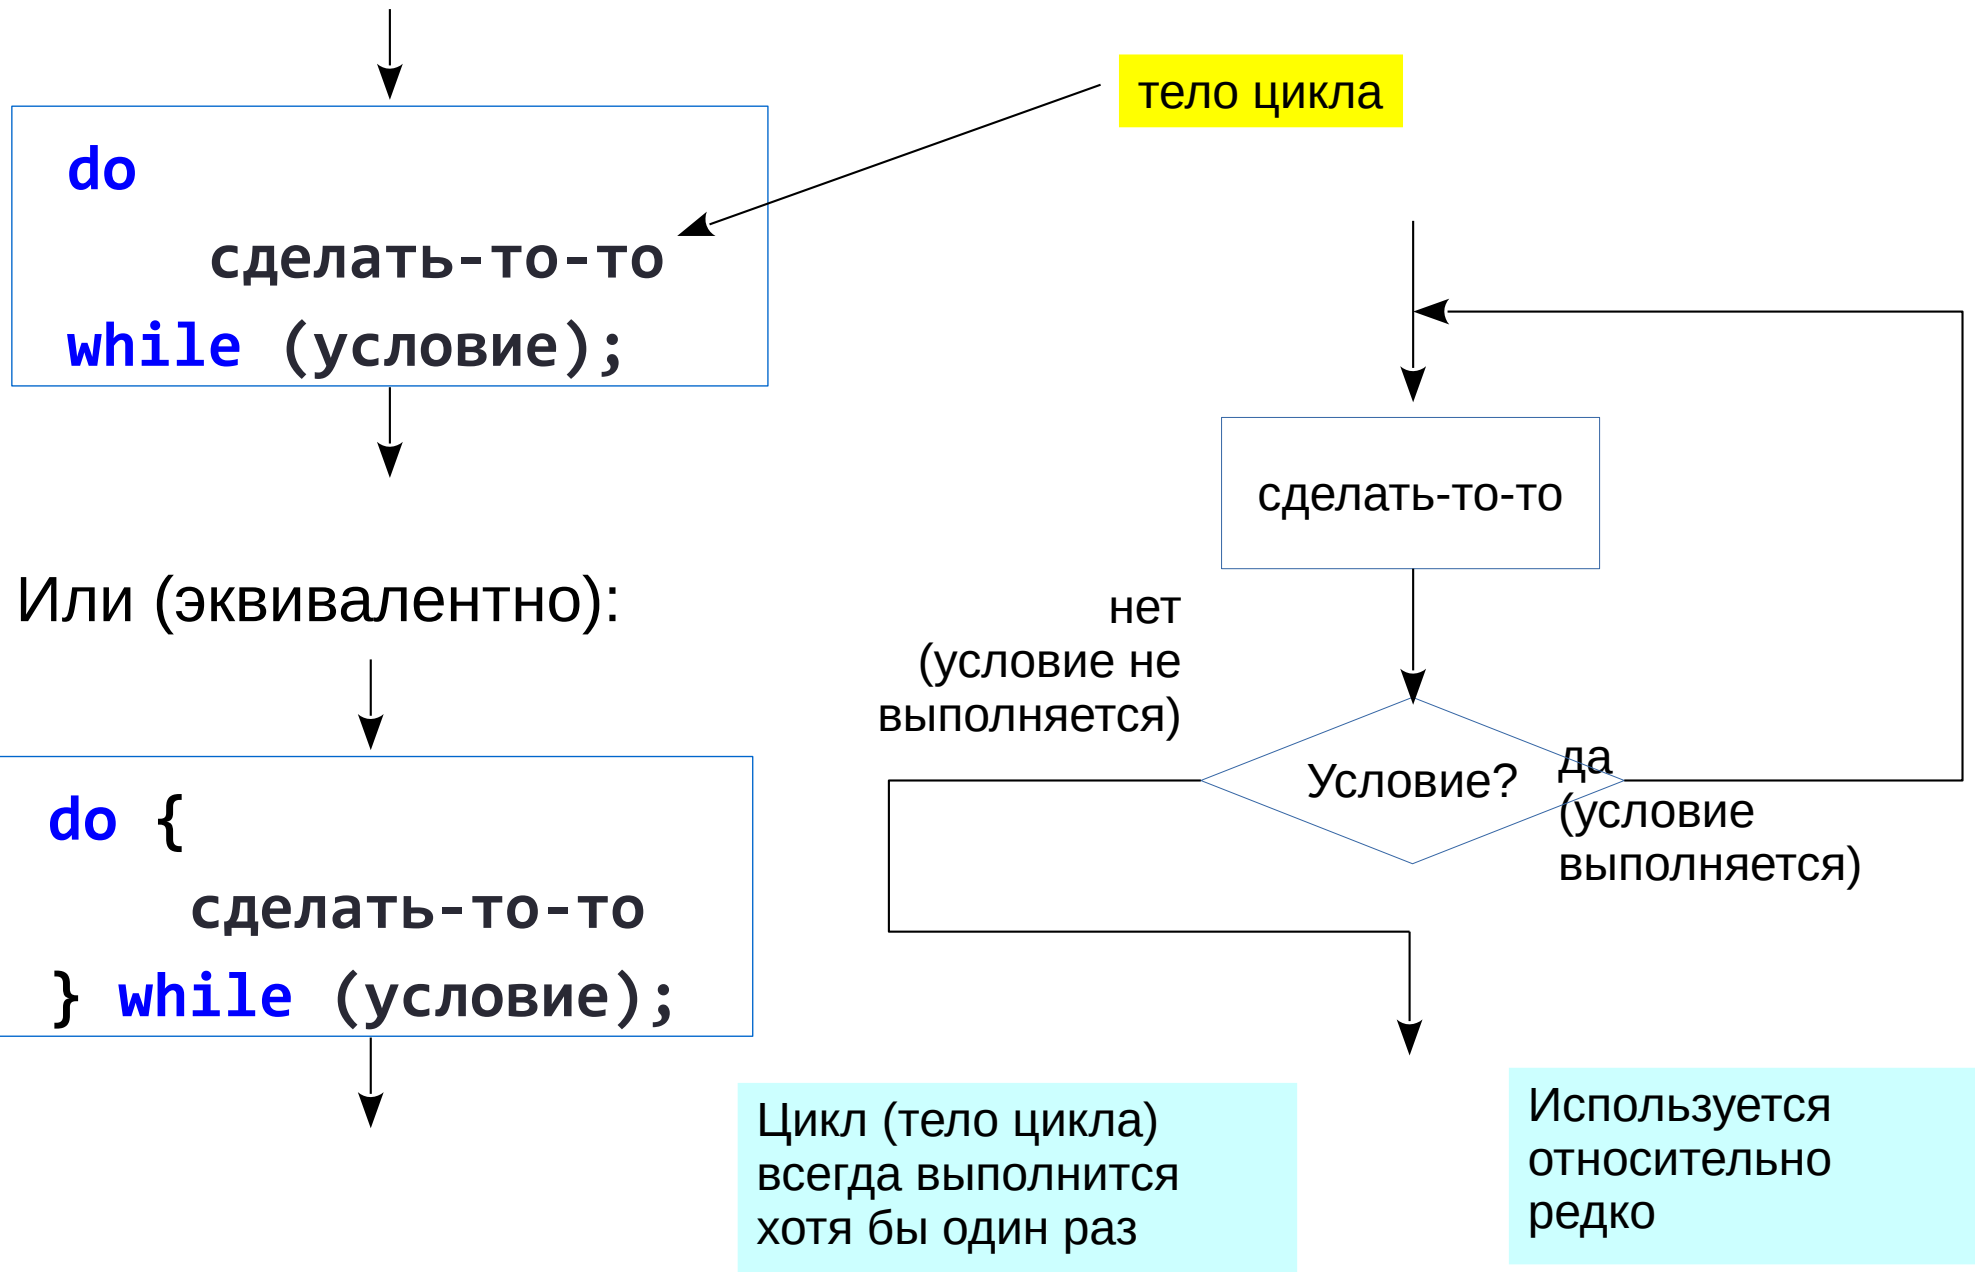 do
сделать-то-то
while (условие);
тело цикла
Или (эквивалентно):
do {
сделать-то-то
} while (условие);
сделать-то-то
нет
(условие не
выполняется)
Условие?
да
(условие
выполняется)
Цикл (тело цикла)
всегда выполнится
хотя бы один раз
Используется
относительно
редко